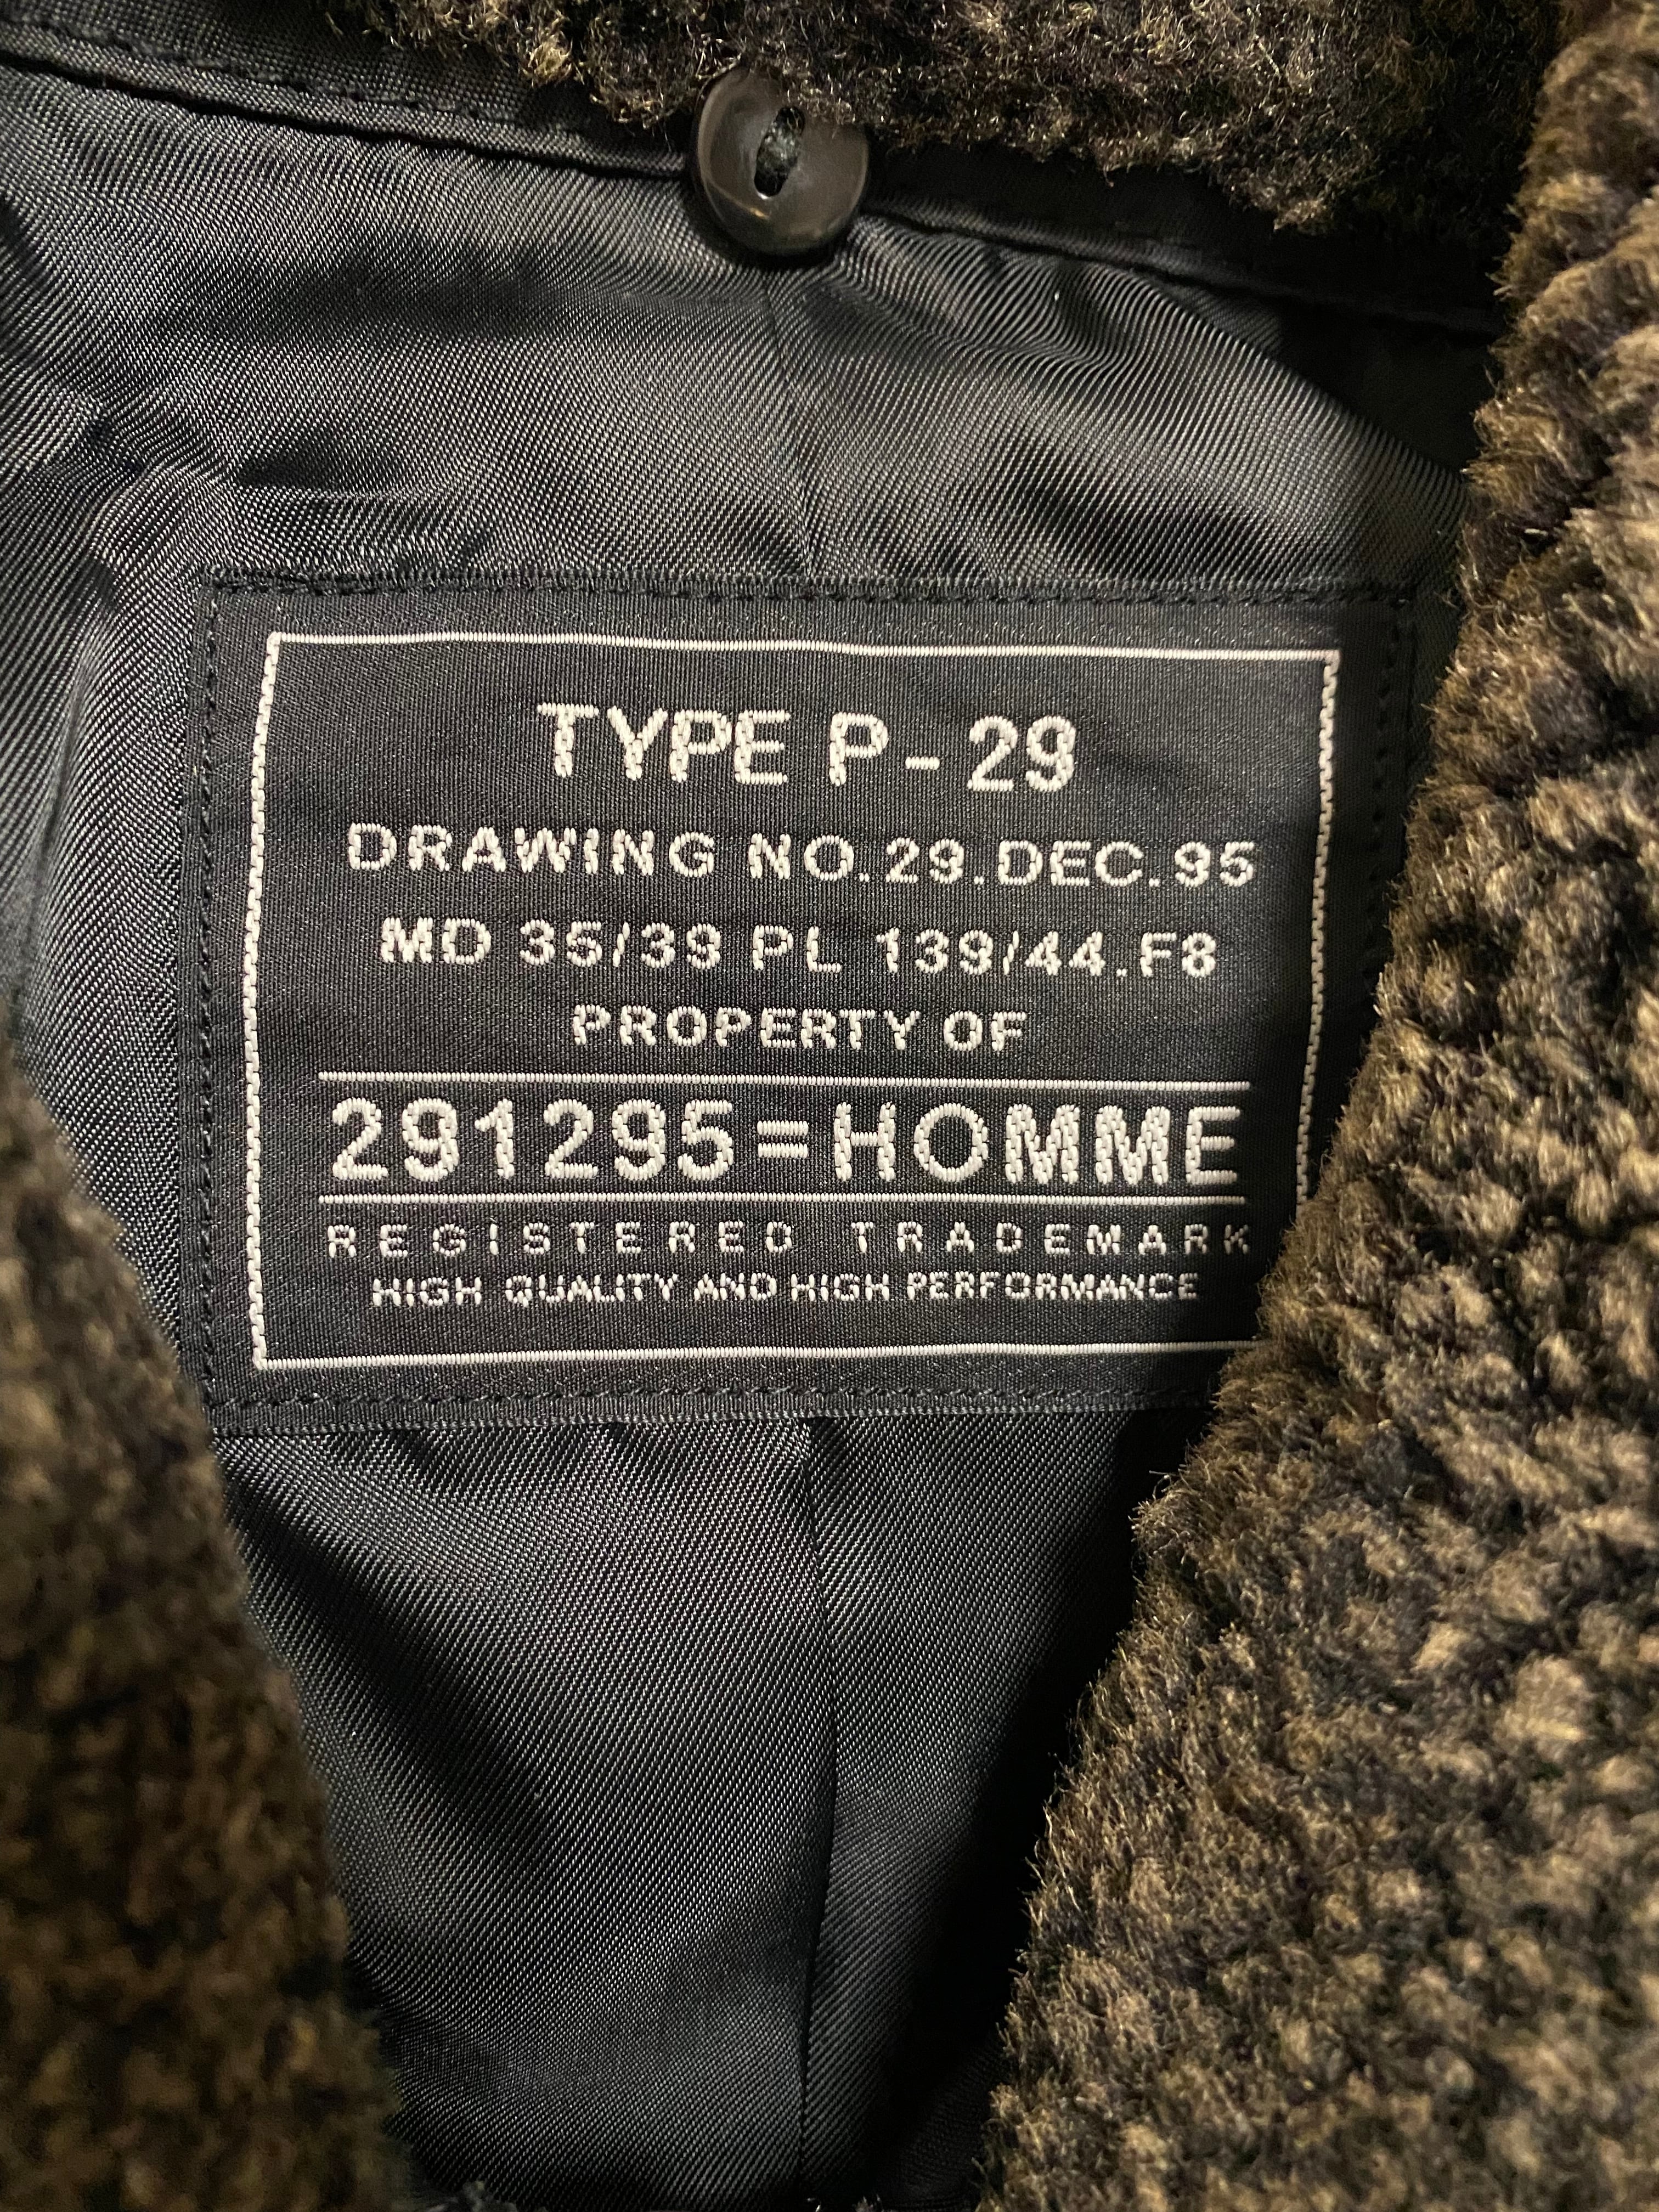 TYPE P-29
DRAWING NO.29.DEC.95
MD 35/39 PL 139/44.F8
PROPERTY OF
291295=HOMME
REGISTERED TRADEMARK
HIGH QUALITY AND HIGH PERFORMANCE